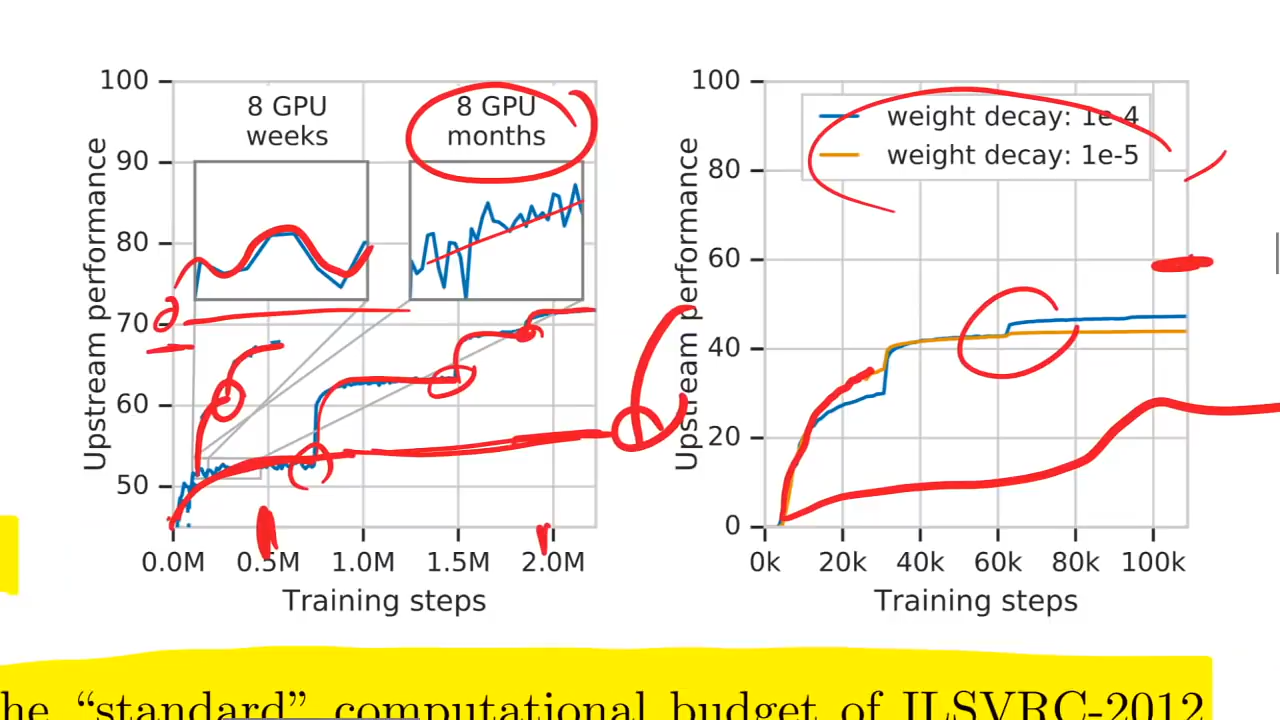 8 GPU
weeks
8 GPU
months
100
90
80
70
60
50
Upstream performance
0.0M 0.5M 1.0M 1.5M 2.0M
Training steps
weight decay: 1e-4
weight decay: 1e-5
100
80
60
40
20
0
Upstream performance
0k 20k 40k 60k 80k 100k
Training steps
he “standard” computational budget of ILSVRC-2012